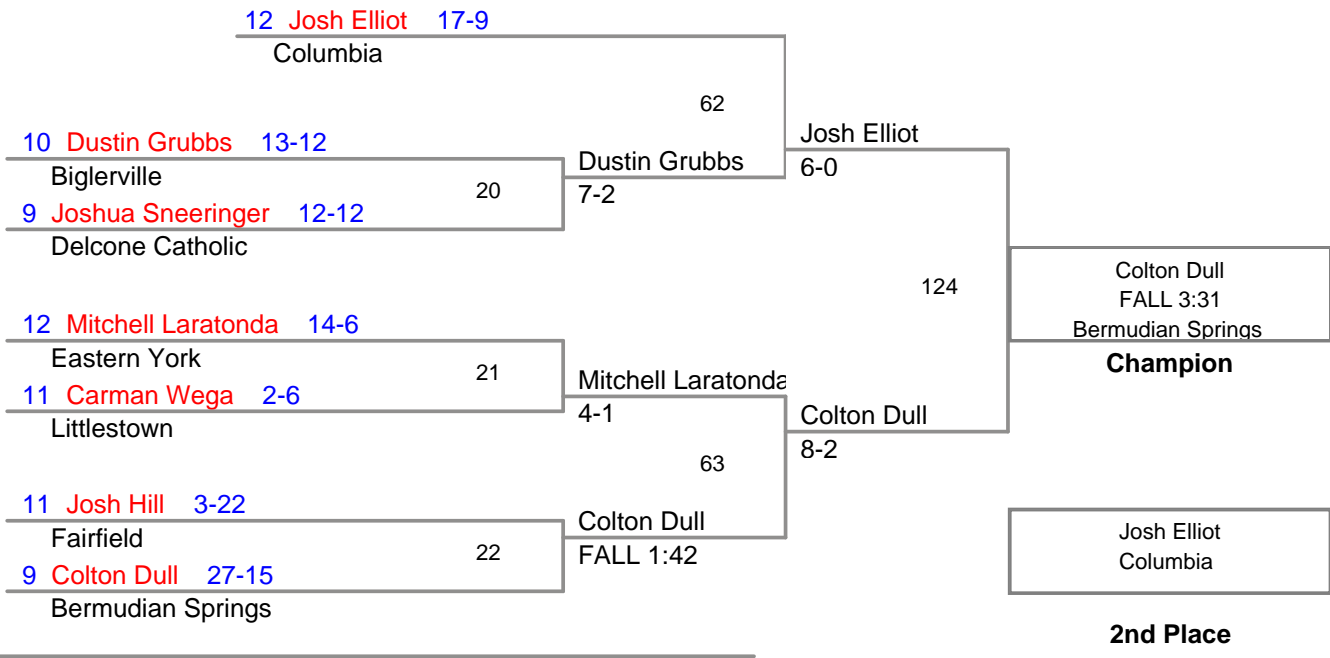 12 Josh Elliot 17-9
Columbia
62
10 Dustin Grubbs 13-12
Biglerville
20
9 Joshua Sneeringer 12-12
Delcone Catholic
Dustin Grubbs
7-2
Josh Elliot
6-0
12 Mitchell Laratonda 14-6
Eastern York
21
11 Carman Wega 2-6
Littlestown
Mitchell Laratonda
4-1
63
11 Josh Hill 3-22
Fairfield
22
9 Colton Dull 27-15
Bermudian Springs
Colton Dull
FALL 1:42
Colton Dull
8-2
124
Colton Dull
FALL 3:31
Bermudian Springs
Champion
Josh Elliot
Columbia
2nd Place